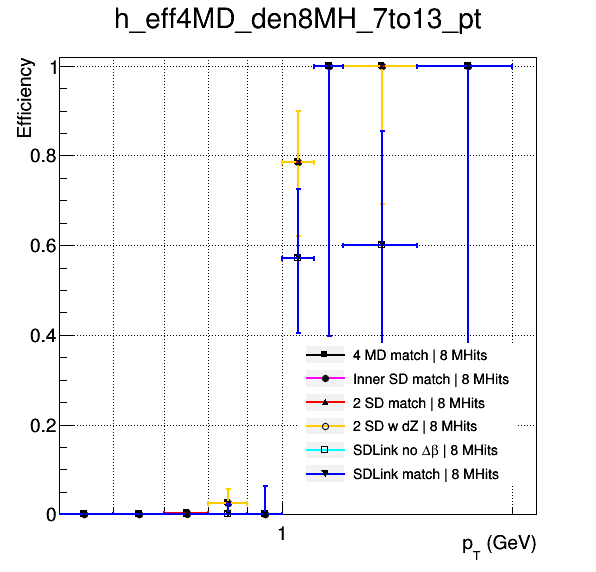 h_eff4MD_den8MH_7to13_pt
Efficiency
1
0.8
0.6
0.4
0.2
0
4 MD match | 8 MHits
Inner SD match | 8 MHits
2 SD match | 8 MHits
2 SD w dZ | 8 MHits
SDLink no Δβ | 8 MHits
SDLink match | 8 MHits
1
p_T (GeV)